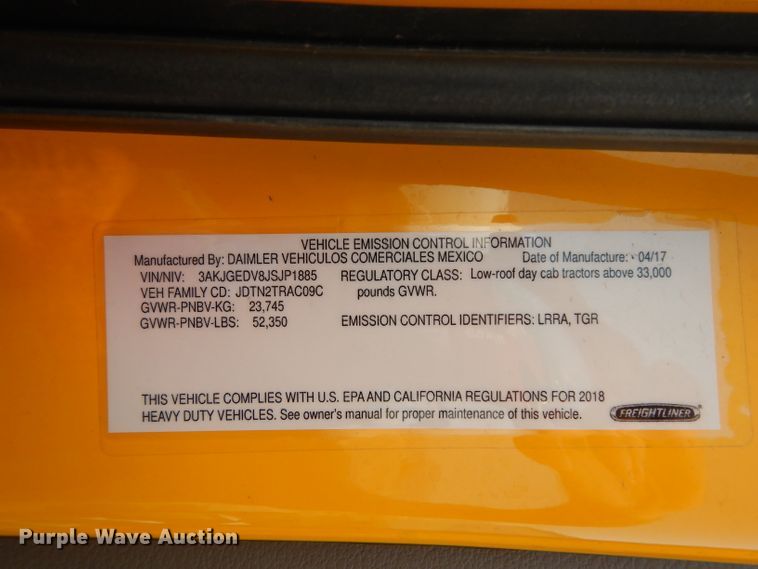 VEHICLE EMISSION CONTROL INFORMATION
Manufactured By: DAIMLER VEHICULOS COMERCIALES MEXICO Date of Manufacture: 04/17
VIN/NIV: 3AKJGEDV8JSJP1885 REGULATORY CLASS: Low-roof day cab tractors above 33,000
VEH FAMILY CD: JDTN2TRAC09C pounds GVWR.
GVWR-PNBV-KG: 23,745
GVWR-PNBV-LBS: 52,350 EMISSION CONTROL IDENTIFIERS: LRRA, TGR
THIS VEHICLE COMPLIES WITH U.S. EPA AND CALIFORNIA REGULATIONS FOR 2018
HEAVY DUTY VEHICLES. See owner's manual for proper maintenance of this vehicle.
FREIGHTLINER
Purple Wave Auction®